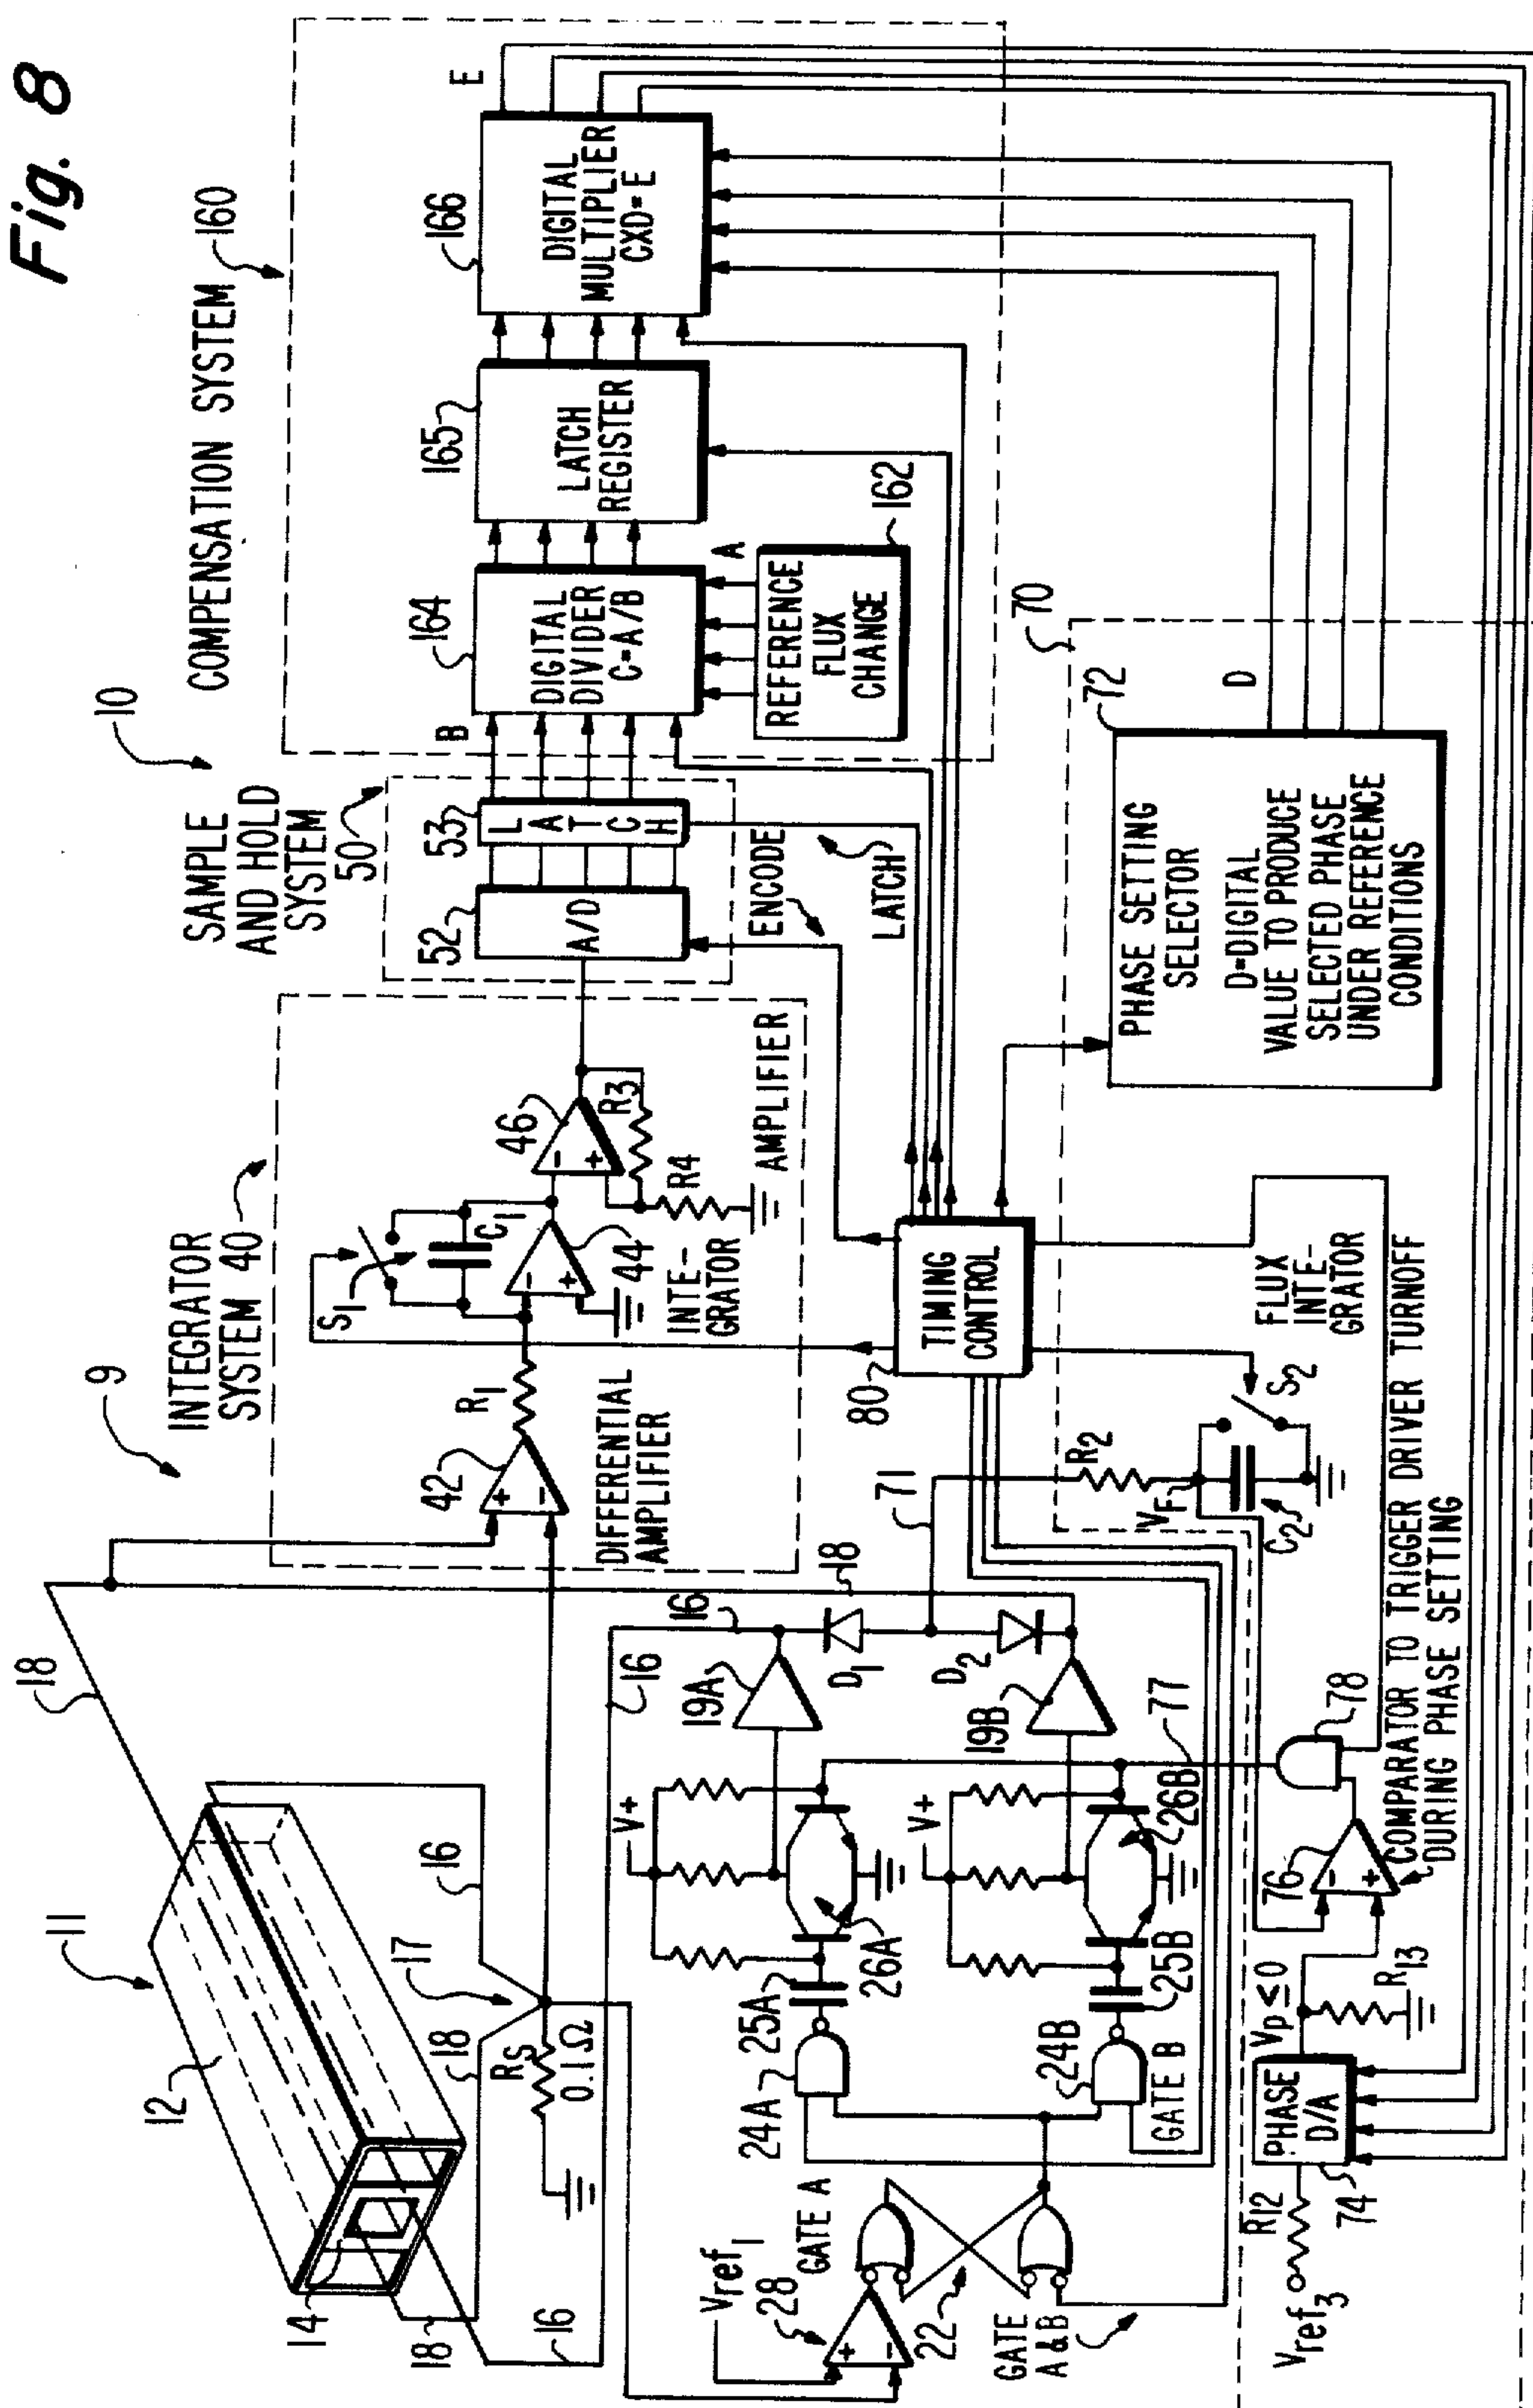 Fig. 8
COMPENSATION SYSTEM 160
10
SAMPLE
AND HOLD
SYSTEM
50
9
INTEGRATOR
SYSTEM 40
E
166
DIGITAL
MULTIPLIER
CXD=E
165
LATCH
REGISTER
164
DIGITAL
DIVIDER
C=A/B
B
A
REFERENCE
FLUX
CHANGE
162
53
L
A
T
C
H
52
A/D
ENCODE
LATCH
46
R3
R4
AMPLIFIER
S1
C1
44
INTE-
GRATOR
R1
42
DIFFERENTIAL
AMPLIFIER
18
11
12
14
16
17
18
18
16
RS
0.1Ω
16
16
18
70
72
PHASE SETTING
SELECTOR
D=DIGITAL
VALUE TO PRODUCE
SELECTED PHASE
UNDER REFERENCE
CONDITIONS
D
80
TIMING
CONTROL
FLUX
INTE-
GRATOR
S2
R2
VF
C2
71
19A
D1
D2
19B
77
78
V+
V+
26A
26B
25A
25B
24A
24B
GATE A
GATE B
Vref1
28
22
GATE
A & B
76
COMPARATOR TO TRIGGER DRIVER TURNOFF
DURING PHASE SETTING
Vp ≤ 0
R13
PHASE
D/A
74
R12
Vref3